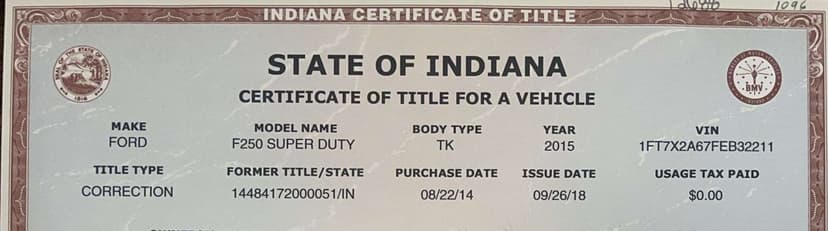 1096
INDIANA CERTIFICATE OF TITLE
STATE OF INDIANA
BMV
1816
CERTIFICATE OF TITLE FOR A VEHICLE
MAKE MODEL NAME BODY TYPE YEAR VIN
FORD F250 SUPER DUTY TK 2015 1FT7X2A67FEB32211
TITLE TYPE FORMER TITLE/STATE PURCHASE DATE ISSUE DATE USAGE TAX PAID
CORRECTION 14484172000051/IN 08/22/14 09/26/18 $0.00